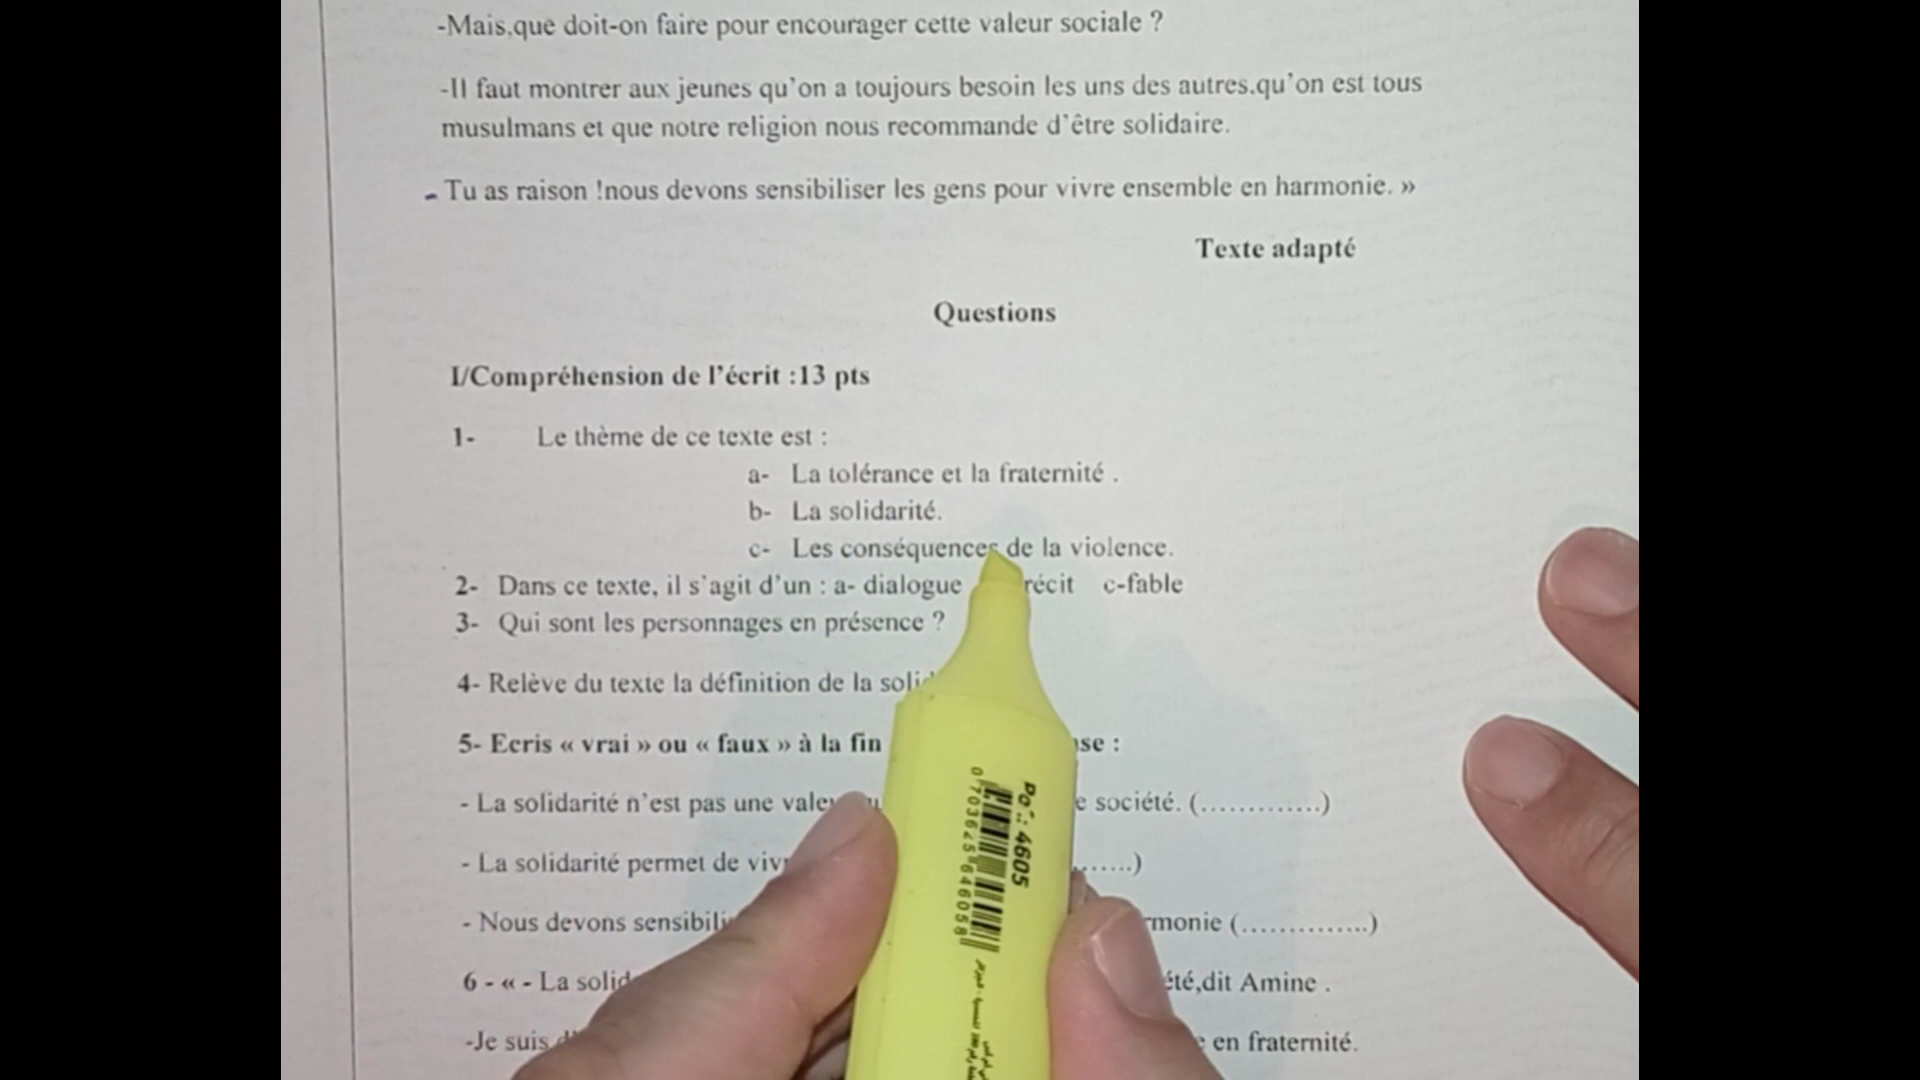 -Mais.que doit-on faire pour encourager cette valeur sociale ?
-Il faut montrer aux jeunes qu'on a toujours besoin les uns des autres.qu'on est tous
musulmans et que notre religion nous recommande d'être solidaire.
- Tu as raison !nous devons sensibiliser les gens pour vivre ensemble en harmonie. »
Texte adapté
Questions
I/Compréhension de l'écrit :13 pts
1- Le thème de ce texte est :
a- La tolérance et la fraternité .
b- La solidarité.
c- Les conséquences de la violence.
2- Dans ce texte, il s'agit d'un : a- dialogue récit c-fable
3- Qui sont les personnages en présence ?
4- Relève du texte la définition de la
5- Ecris « vrai » ou « faux » à la fin :
- La solidarité n'est pas une société. (.............)
- La solidarité permet de .......)
- Nous devons (..............)
6 - « - La été,dit Amine .
-Je suis en fraternité.
Po : 4605